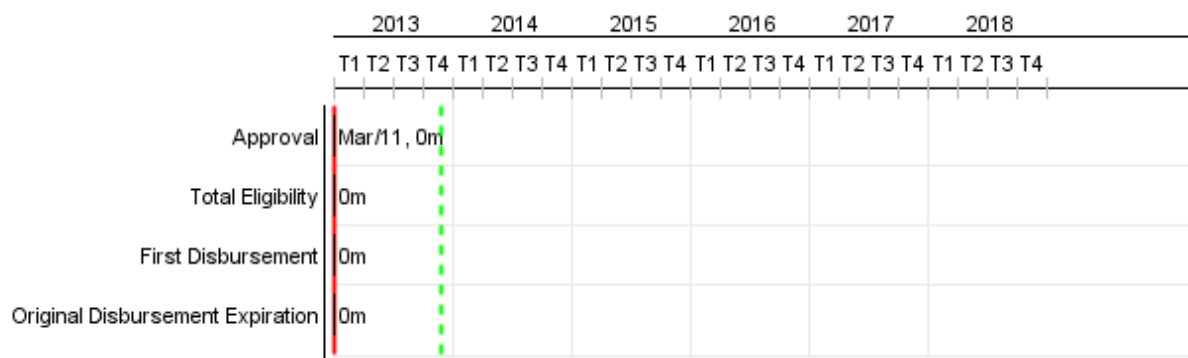 2013 2014 2015 2016 2017 2018
T1 T2 T3 T4 T1 T2 T3 T4 T1 T2 T3 T4 T1 T2 T3 T4 T1 T2 T3 T4 T1 T2 T3 T4
Approval Mar/11, 0m
Total Eligibility 0m
First Disbursement 0m
Original Disbursement Expiration 0m